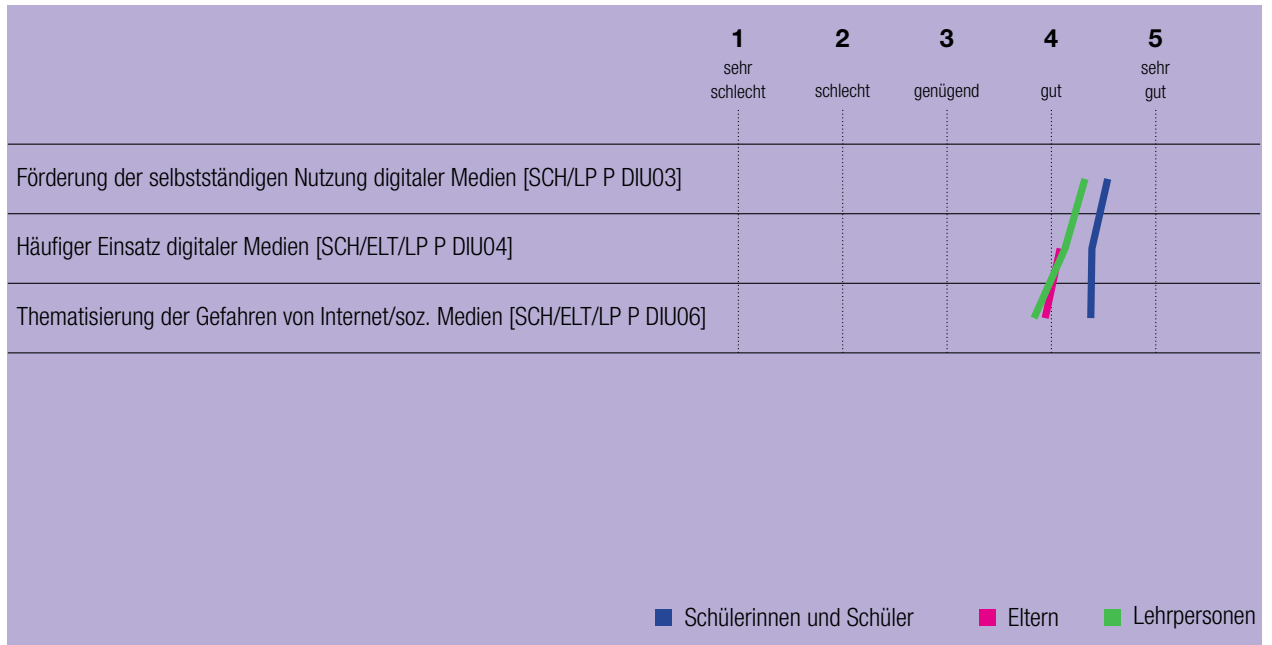 1 2 3 4 5
sehr schlecht schlecht genügend gut sehr gut
Förderung der selbstständigen Nutzung digitaler Medien [SCH/LP P DIU03]
Häufiger Einsatz digitaler Medien [SCH/ELT/LP P DIU04]
Thematisierung der Gefahren von Internet/soz. Medien [SCH/ELT/LP P DIU06]
Schülerinnen und Schüler Eltern Lehrpersonen